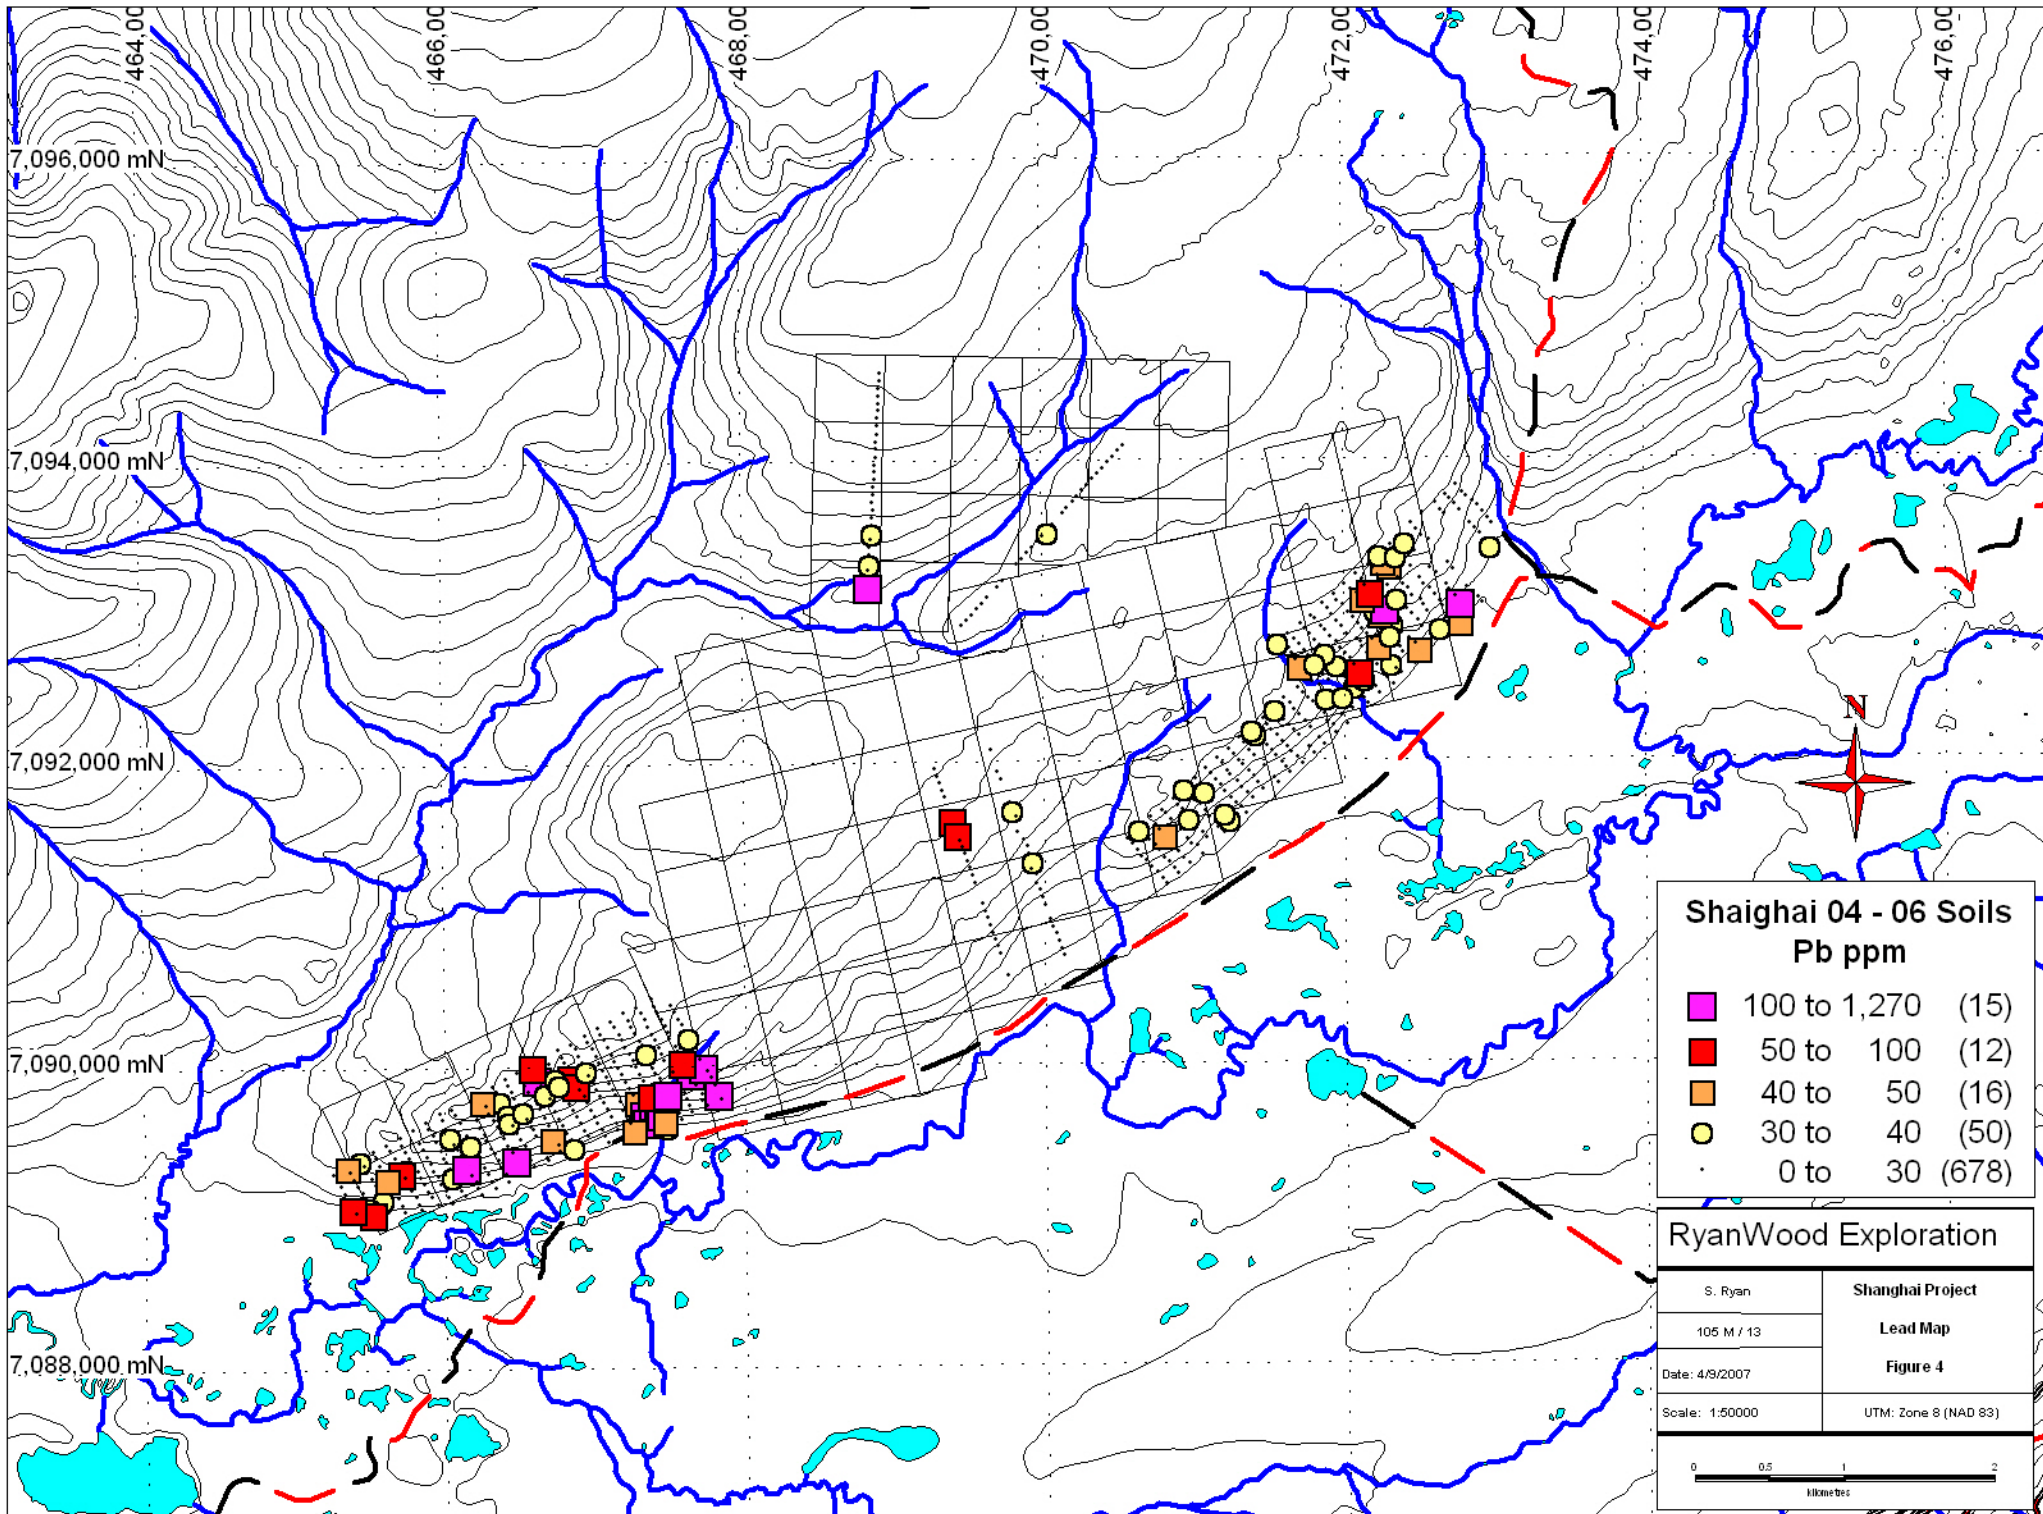 464,00
466,00
468,00
470,00
472,00
474,00
476,00
7,096,000 mN
7,094,000 mN
7,092,000 mN
7,090,000 mN
7,088,000 mN
N
Shaighai 04 - 06 Soils
Pb ppm
100 to 1,270 (15)
50 to 100 (12)
40 to 50 (16)
30 to 40 (50)
0 to 30 (678)
RyanWood Exploration
S. Ryan
105 M / 13
Date: 4/9/2007
Scale: 1:50000
Shanghai Project
Lead Map
Figure 4
UTM: Zone 8 (NAD 83)
0 0.5 1 2
kilometres